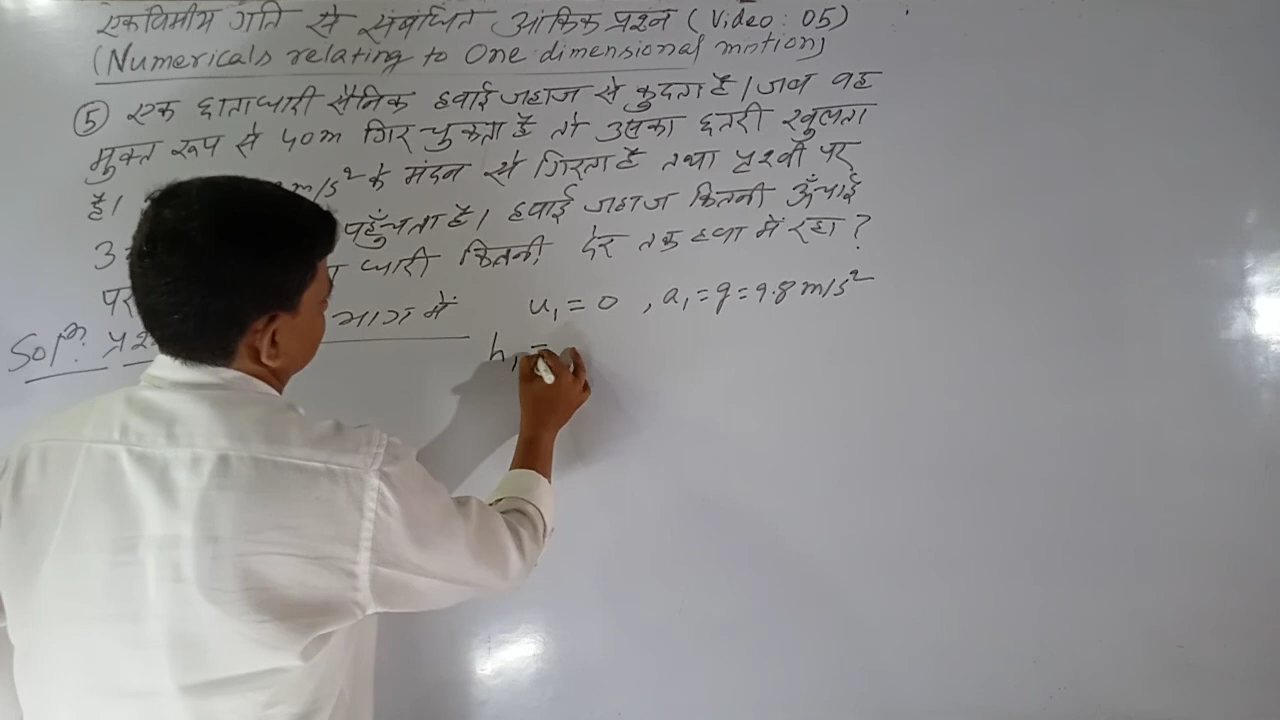 एकविमीय गति से संबंधित आंकिक प्रश्न (Video: 05)
(Numericals relating to One dimensional motion)
⑤ एक छाताधारी सैनिक हवाई जहाज से कुदता है। जब वह
मुक्त रूप से 40m गिर चुकता है तो उसका छतरी खुलता
है। m/s² के मंदन से गिरता है तथा पृथ्वी पर
3 पहुँचता है। हवाई जहाज कितनी ऊँचाई
पर धारी कितनी देर तक हवा में रहा?
Solⁿ: भाग में u₁ = 0 , a₁ = g = 9.8 m/s²
h₁ =